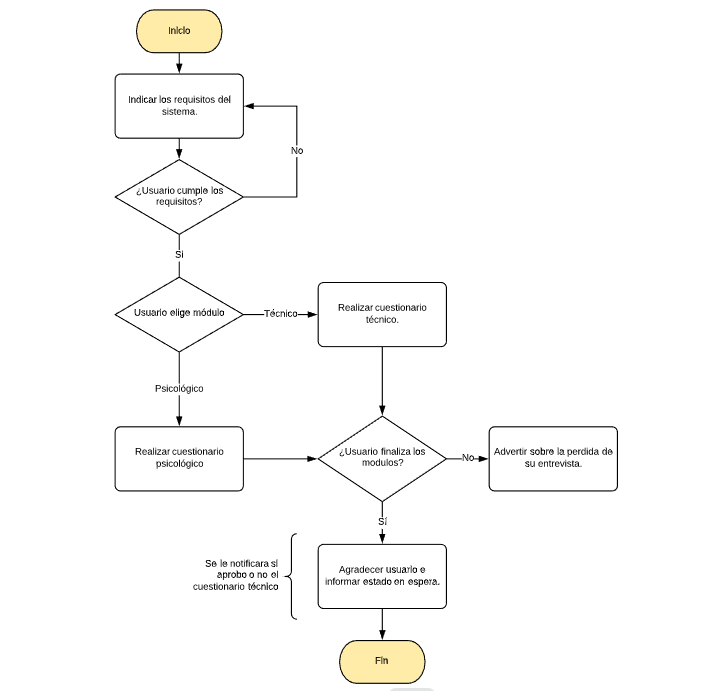 Inicio
Indicar los requisitos del
sistema.
No
¿Usuario cumple los
requisitos?
Si
Usuario elige módulo
Técnico
Realizar cuestionario
técnico.
Psicológico
Realizar cuestionario
psicológico
¿Usuario finaliza los
modulos?
No
Advertir sobre la perdida de
su entrevista.
Sí
Se le notificara si
aprobo o no el
cuestionario técnico
Agradecer usuario e
informar estado en espera.
Fin